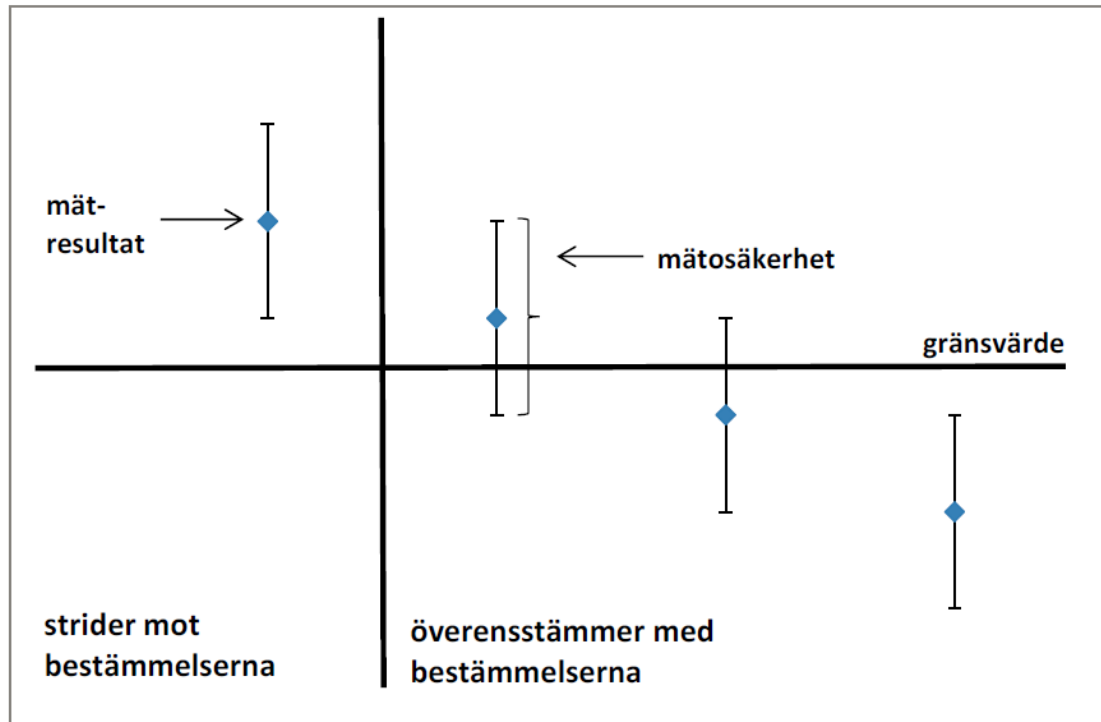 mät-
resultat
mätosäkerhet
gränsvärde
strider mot
bestämmelserna
överensstämmer med
bestämmelserna